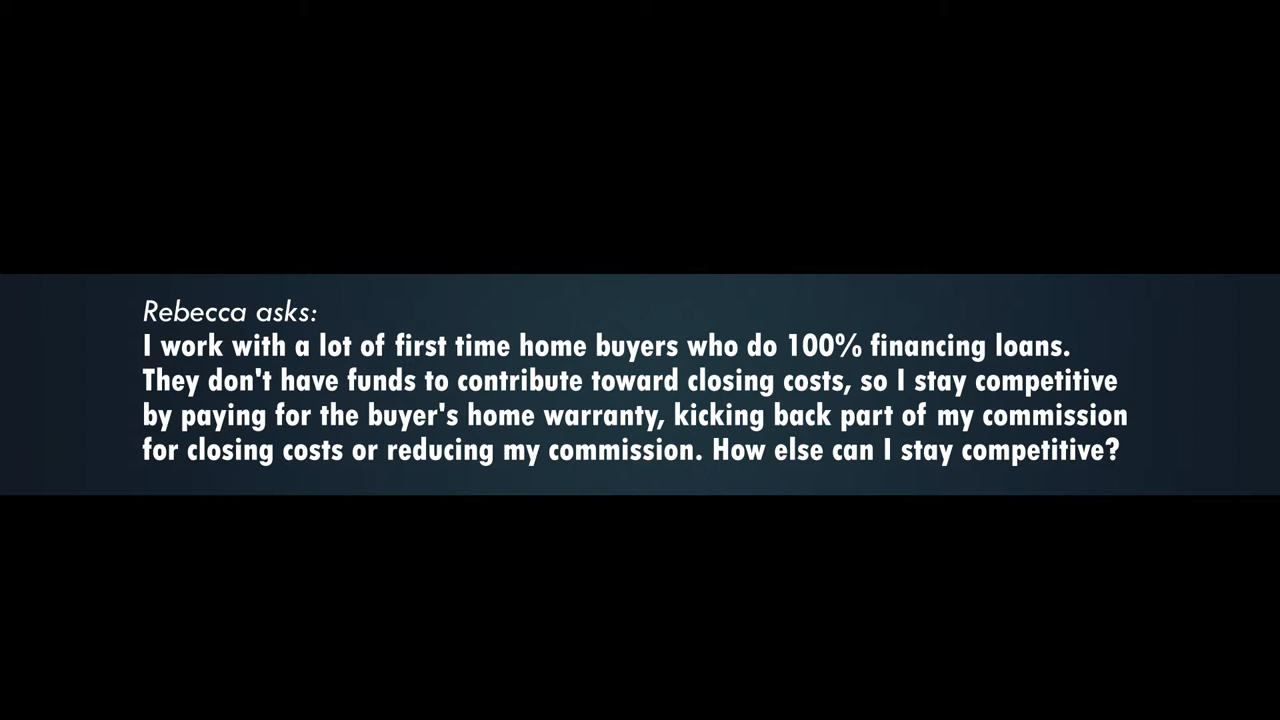 Rebecca asks:
I work with a lot of first time home buyers who do 100% financing loans.
They don't have funds to contribute toward closing costs, so I stay competitive
by paying for the buyer's home warranty, kicking back part of my commission
for closing costs or reducing my commission. How else can I stay competitive?